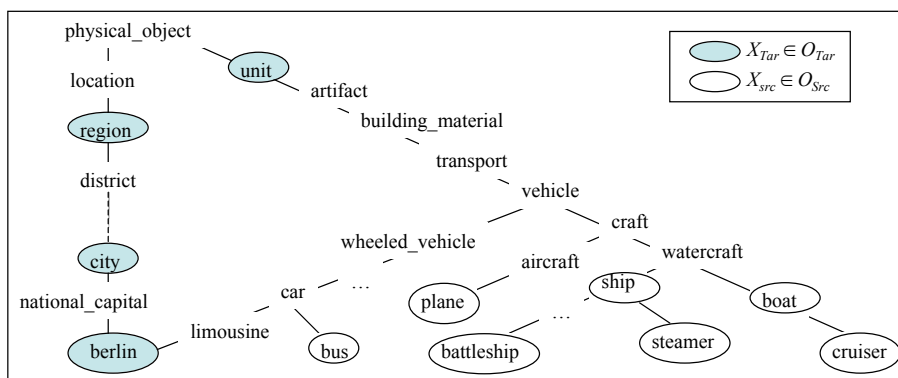 physical_object
unit
X_Tar ∈ O_Tar
location
artifact
X_src ∈ O_Src
region
building_material
transport
district
vehicle
craft
wheeled_vehicle
city
aircraft
watercraft
national_capital
car
...
plane
ship
boat
limousine
...
berlin
bus
battleship
steamer
cruiser